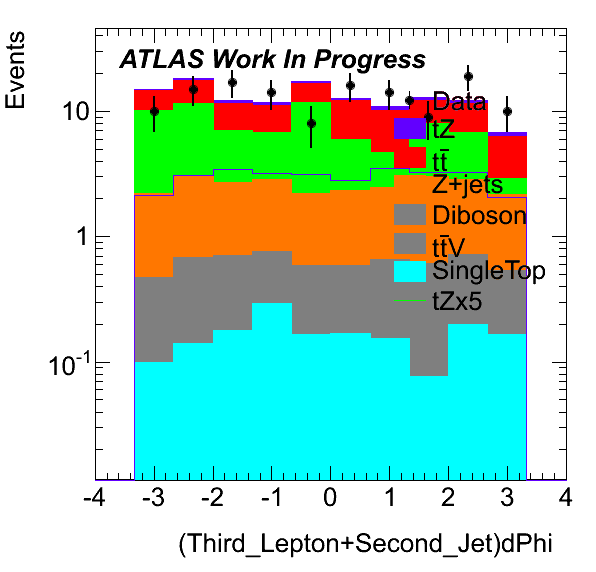 Events
ATLAS Work In Progress
10
1
10⁻¹
Data
tZ
tt̄
Z+jets
Diboson
tt̄V
SingleTop
tZx5
-4 -3 -2 -1 0 1 2 3 4
(Third_Lepton+Second_Jet)dPhi